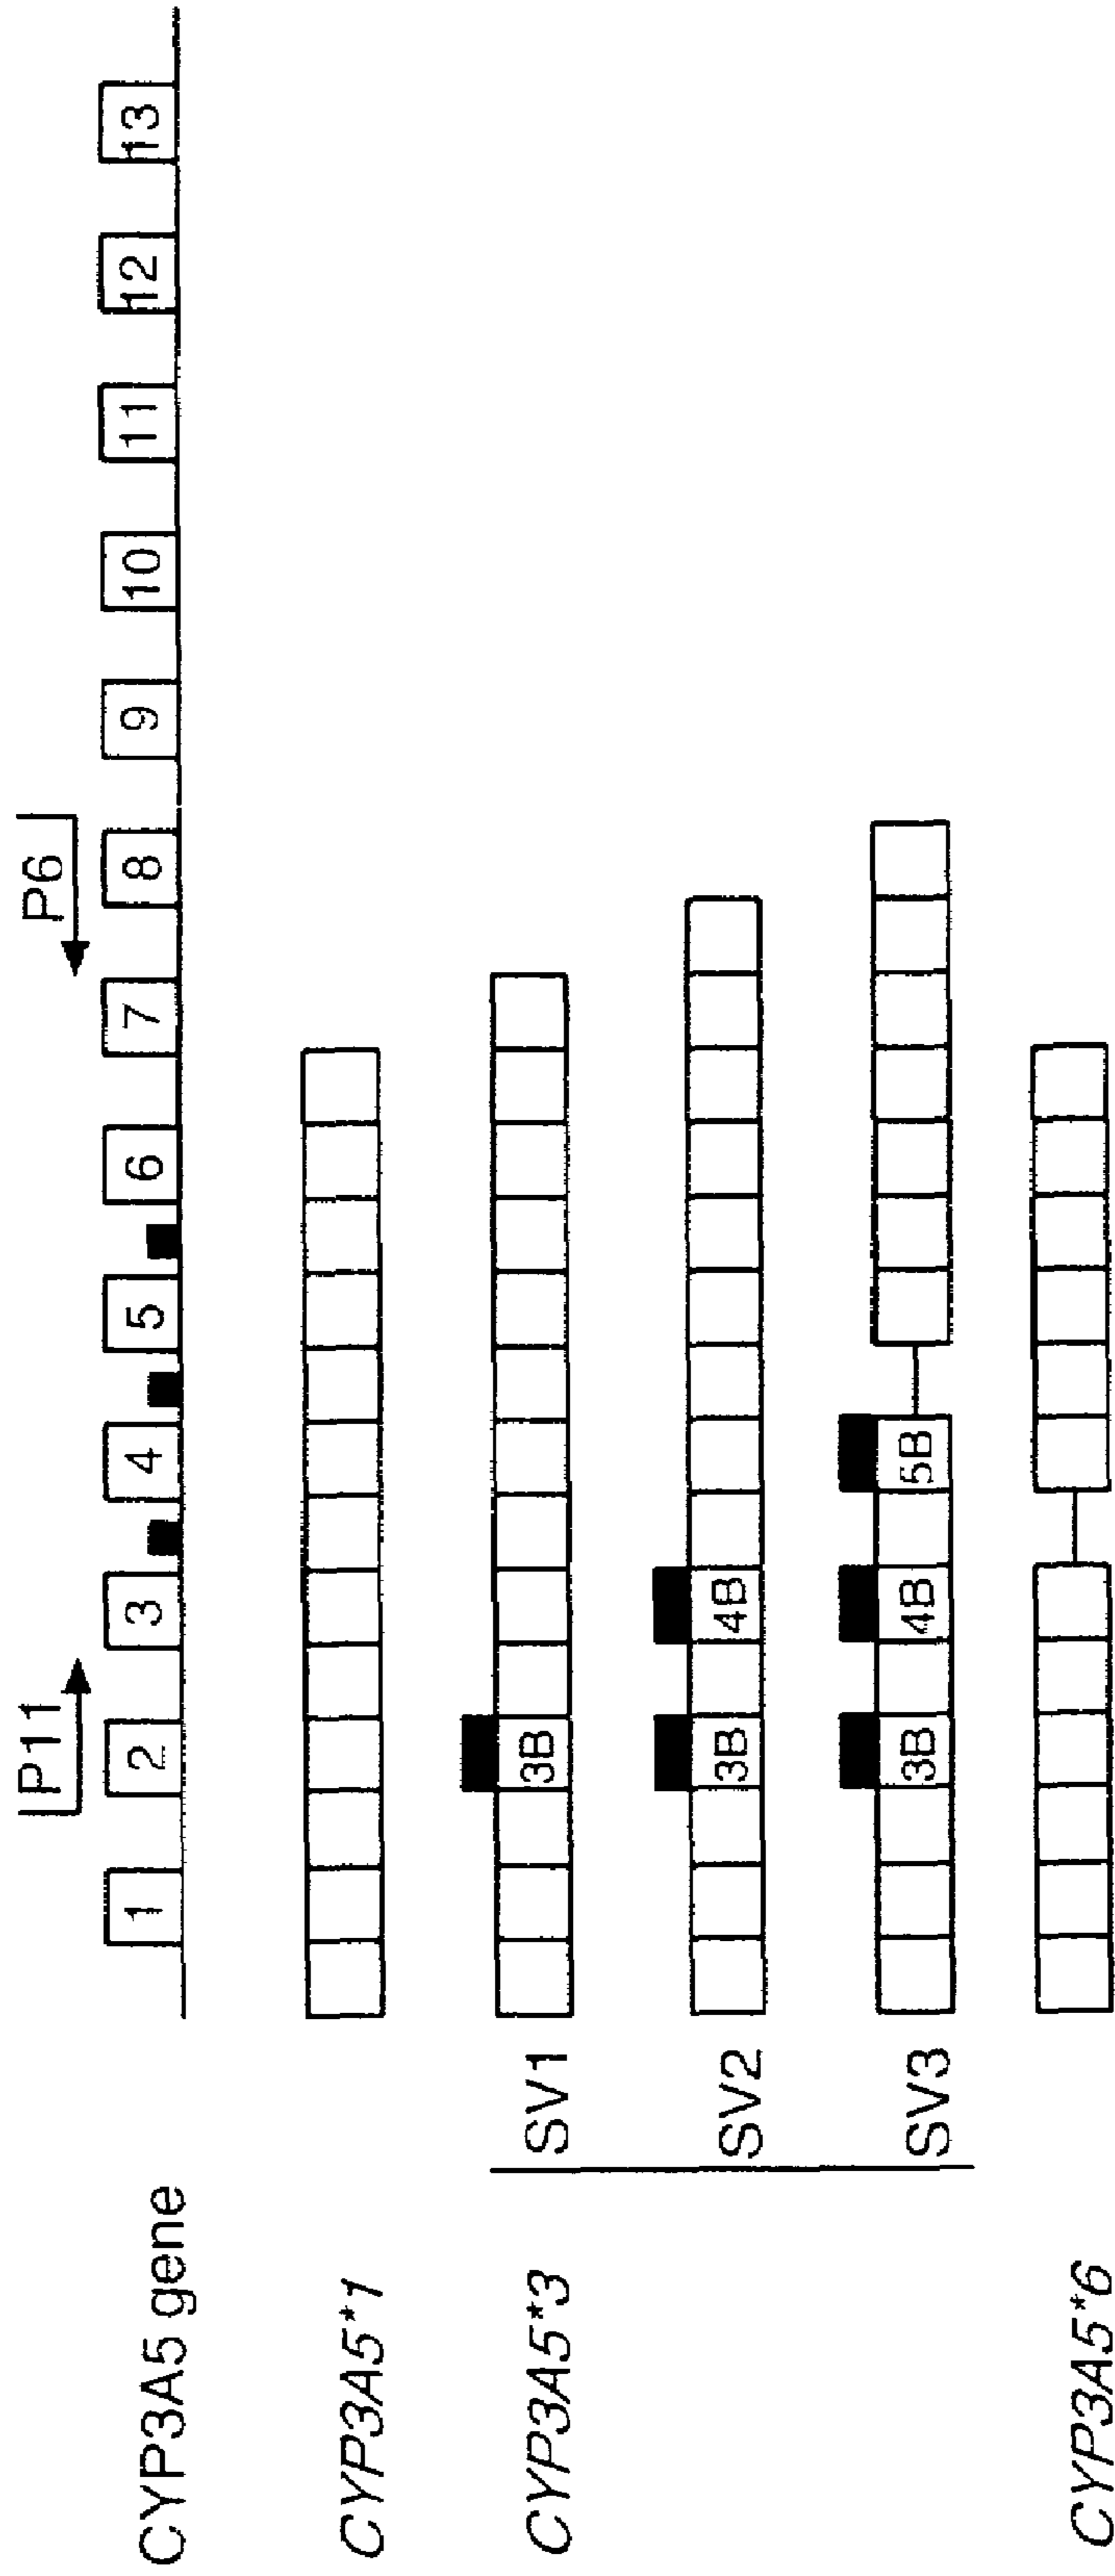 P11 P6
CYP3A5 gene 1 2 3 4 5 6 7 8 9 10 11 12 13
CYP3A5*1
CYP3A5*3 SV1 3B
SV2 3B 4B
SV3 3B 4B 5B
CYP3A5*6